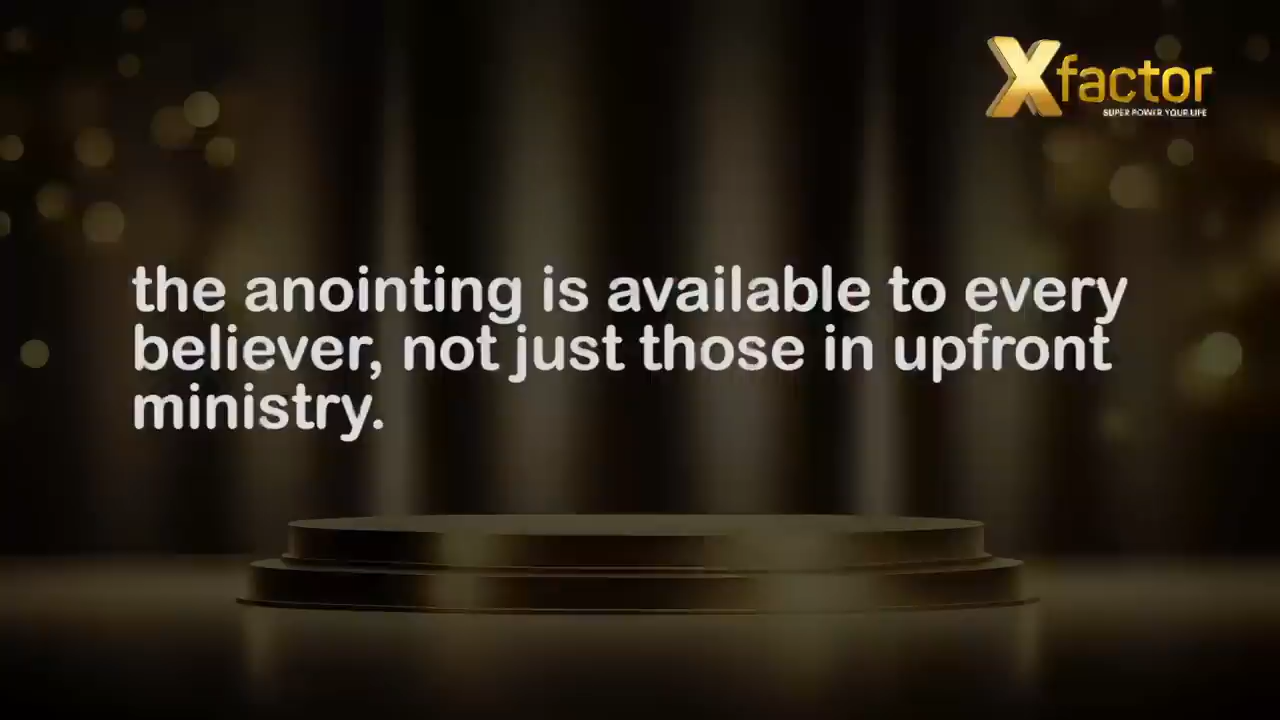 Xfactor
SUPER POWER YOUR LIFE
the anointing is available to every
believer, not just those in upfront
ministry.